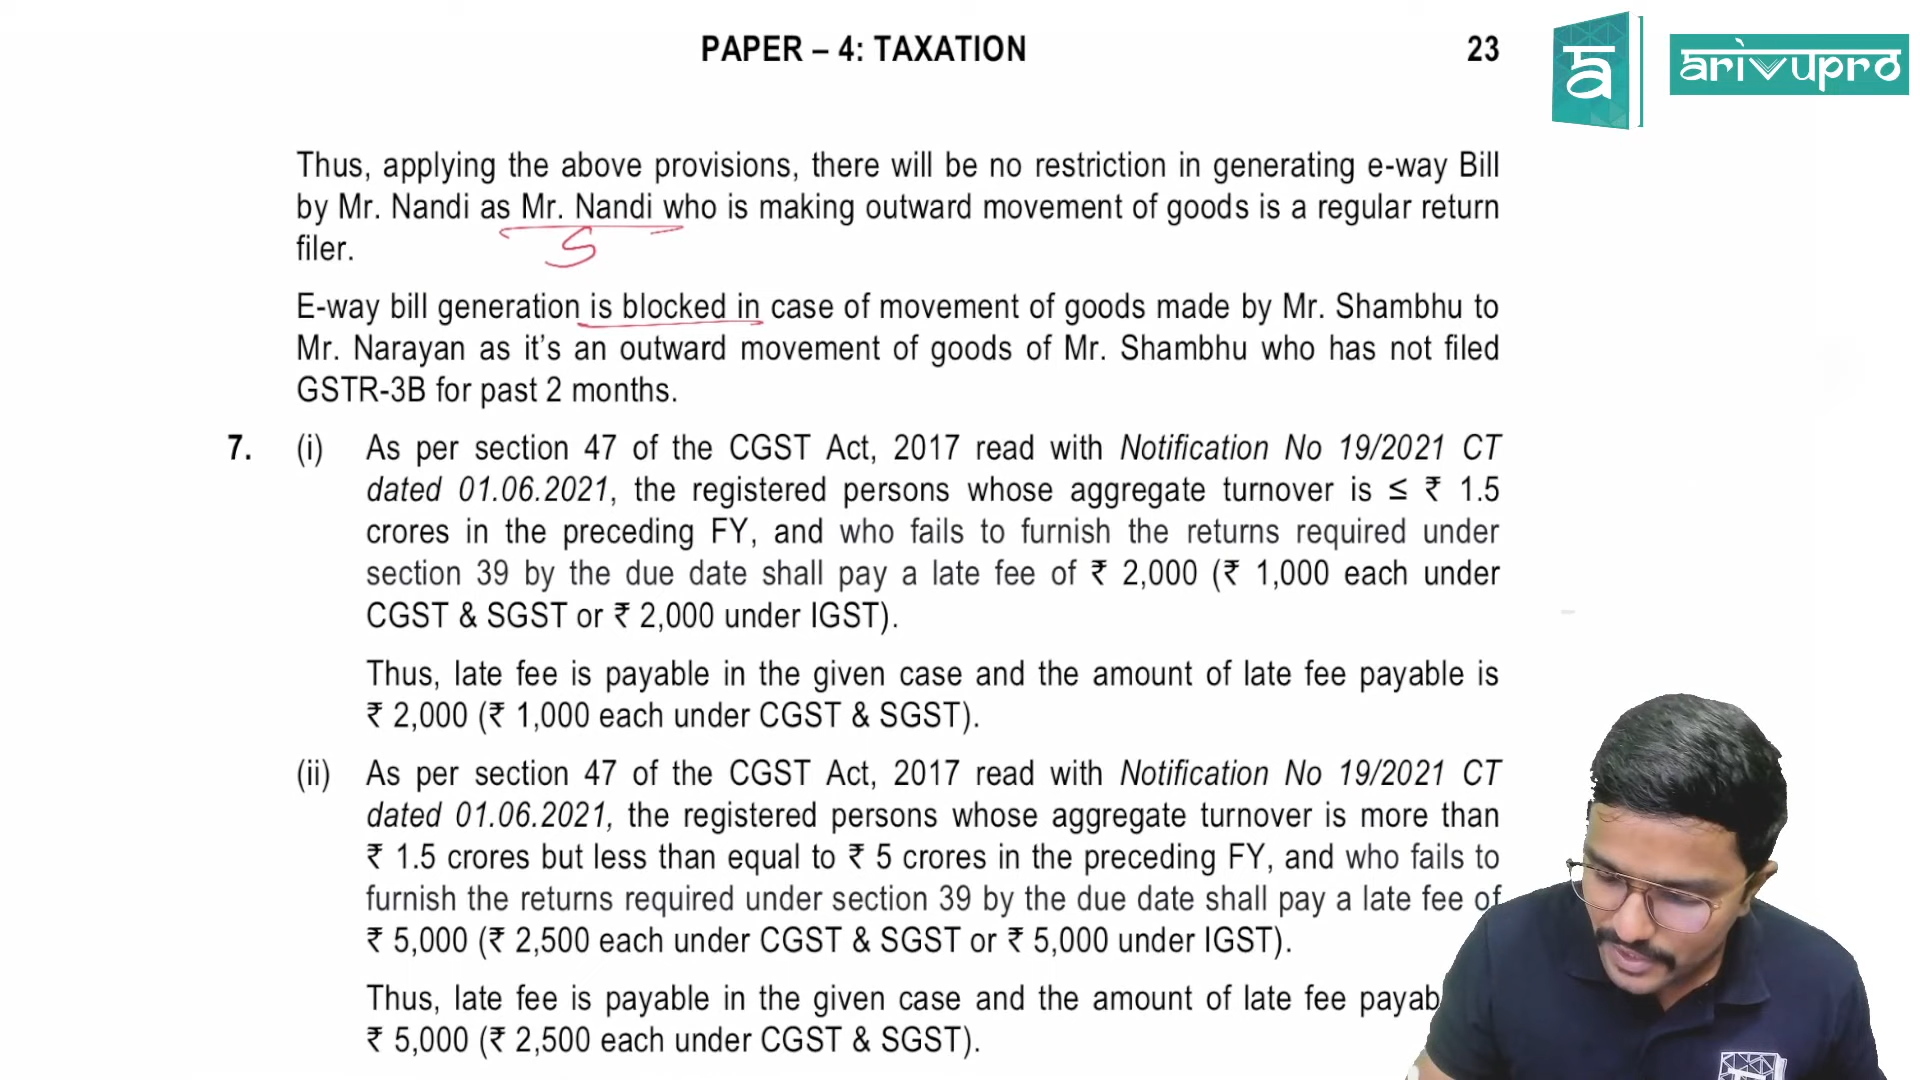 PAPER – 4: TAXATION
23
ā
arivupro
Thus, applying the above provisions, there will be no restriction in generating e-way Bill
by Mr. Nandi as Mr. Nandi who is making outward movement of goods is a regular return
filer.
S
E-way bill generation is blocked in case of movement of goods made by Mr. Shambhu to
Mr. Narayan as it’s an outward movement of goods of Mr. Shambhu who has not filed
GSTR-3B for past 2 months.
7. (i) As per section 47 of the CGST Act, 2017 read with Notification No 19/2021 CT
dated 01.06.2021, the registered persons whose aggregate turnover is ≤ ₹ 1.5
crores in the preceding FY, and who fails to furnish the returns required under
section 39 by the due date shall pay a late fee of ₹ 2,000 (₹ 1,000 each under
CGST & SGST or ₹ 2,000 under IGST).
Thus, late fee is payable in the given case and the amount of late fee payable is
₹ 2,000 (₹ 1,000 each under CGST & SGST).
(ii) As per section 47 of the CGST Act, 2017 read with Notification No 19/2021 CT
dated 01.06.2021, the registered persons whose aggregate turnover is more than
₹ 1.5 crores but less than equal to ₹ 5 crores in the preceding FY, and who fails to
furnish the returns required under section 39 by the due date shall pay a late fee of
₹ 5,000 (₹ 2,500 each under CGST & SGST or ₹ 5,000 under IGST).
Thus, late fee is payable in the given case and the amount of late fee payab
₹ 5,000 (₹ 2,500 each under CGST & SGST).